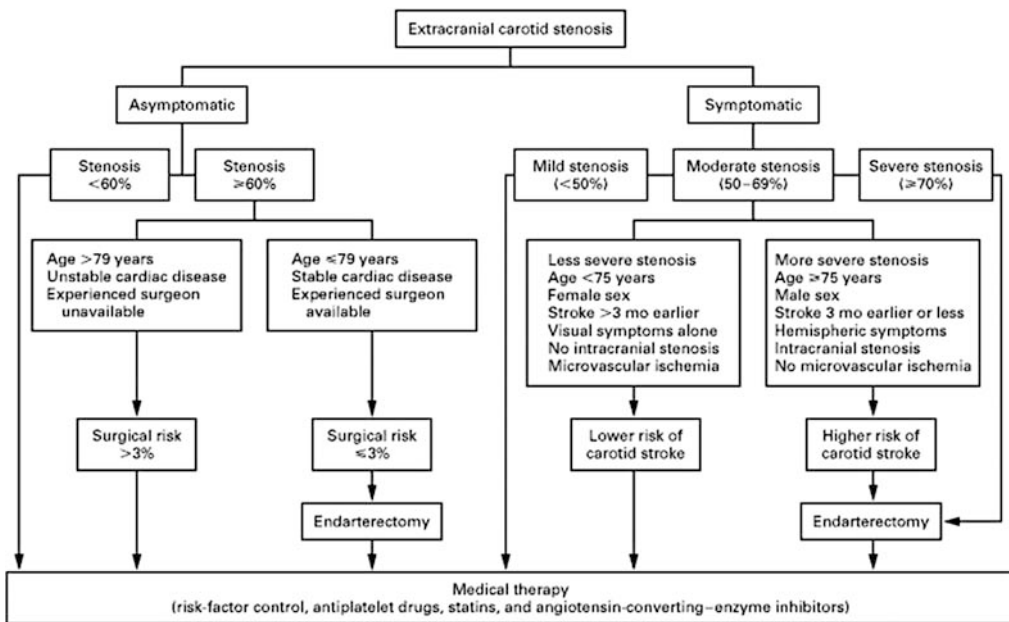 Extracranial carotid stenosis
Asymptomatic
Symptomatic
Stenosis
<60%
Stenosis
≥60%
Mild stenosis
(<50%)
Moderate stenosis
(50–69%)
Severe stenosis
(≥70%)
Age >79 years
Unstable cardiac disease
Experienced surgeon
unavailable
Age ≤79 years
Stable cardiac disease
Experienced surgeon
available
Less severe stenosis
Age <75 years
Female sex
Stroke >3 mo earlier
Visual symptoms alone
No intracranial stenosis
Microvascular ischemia
More severe stenosis
Age ≥75 years
Male sex
Stroke 3 mo earlier or less
Hemispheric symptoms
Intracranial stenosis
No microvascular ischemia
Surgical risk
>3%
Surgical risk
≤3%
Lower risk of
carotid stroke
Higher risk of
carotid stroke
Endarterectomy
Endarterectomy
Medical therapy
(risk-factor control, antiplatelet drugs, statins, and angiotensin-converting–enzyme inhibitors)